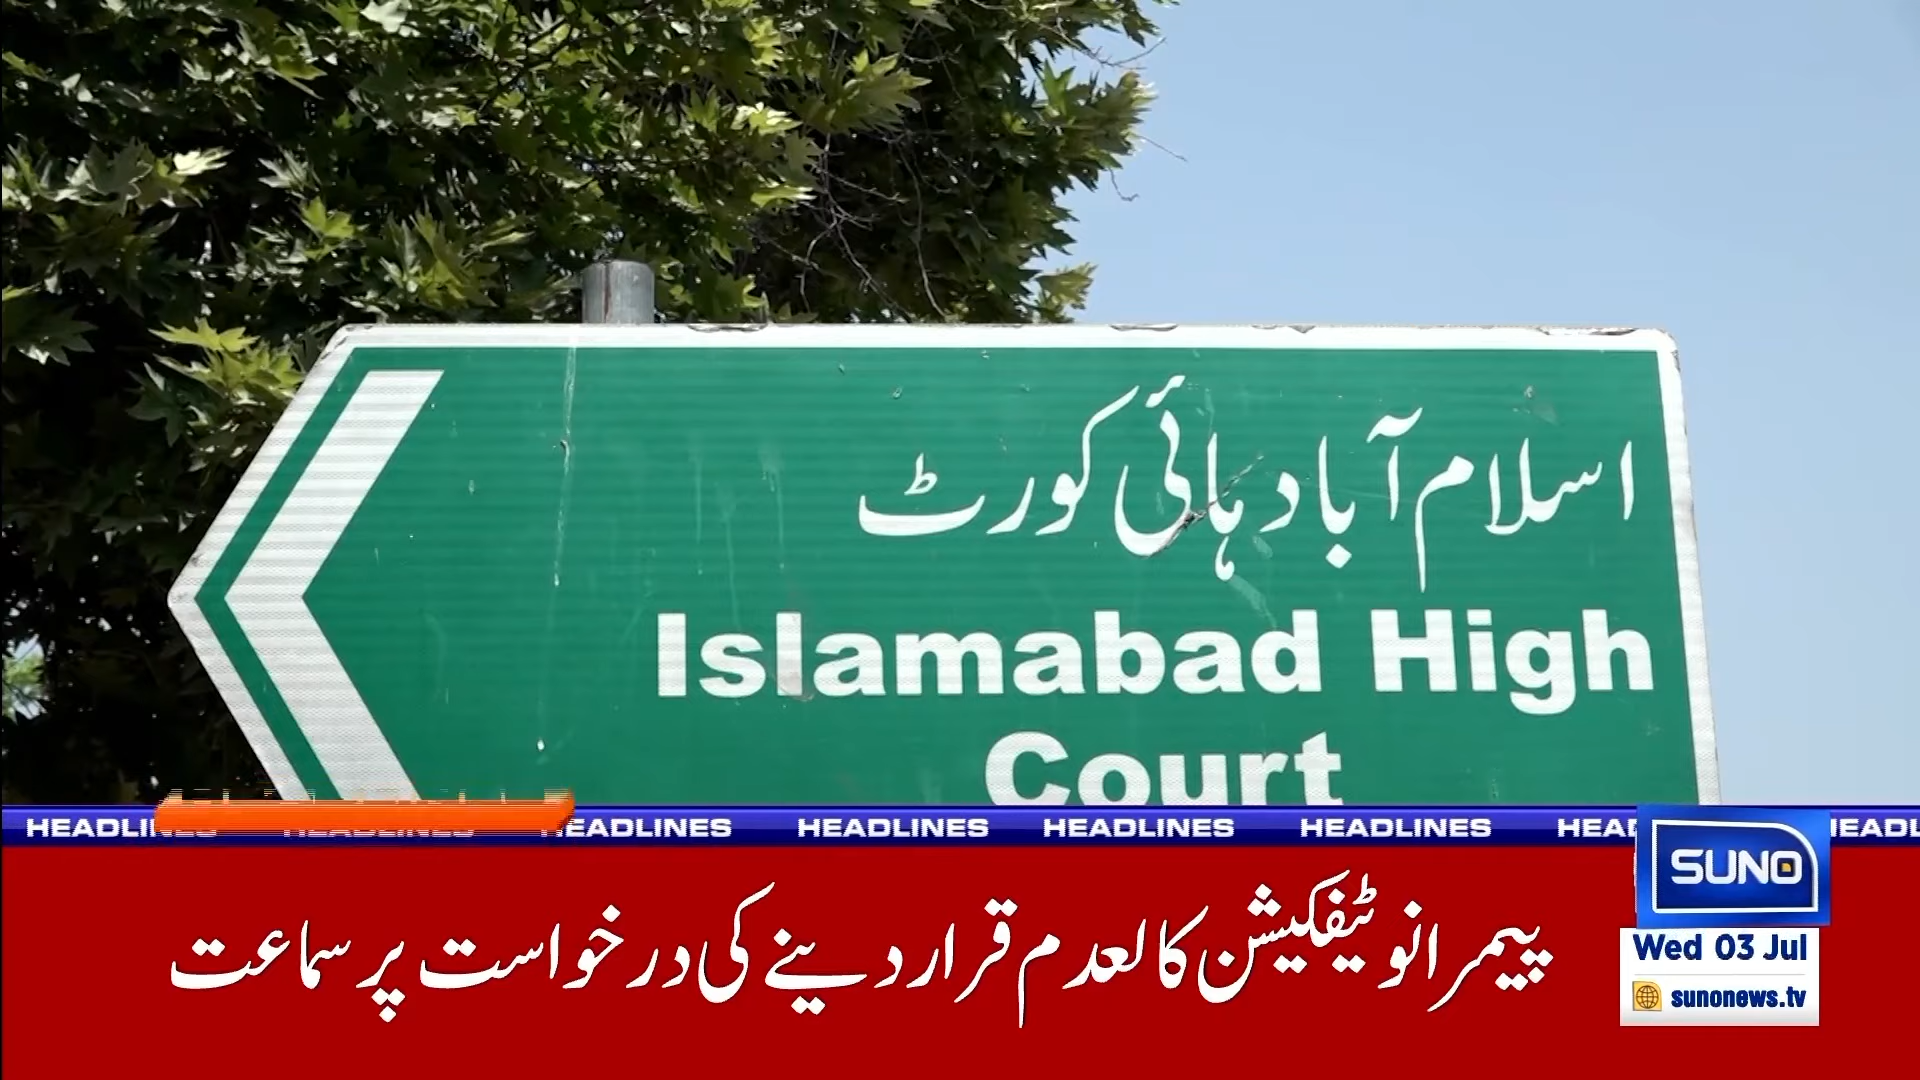 اسلام آباد ہائی کورٹ
Islamabad High
Court
HEADLINES HEADLINES HEADLINES HEADLINES
SUNO
پیمرا نوٹیفکیشن کالعدم قرار دینے کی درخواست پر سماعت
Wed 03 Jul
sunonews.tv